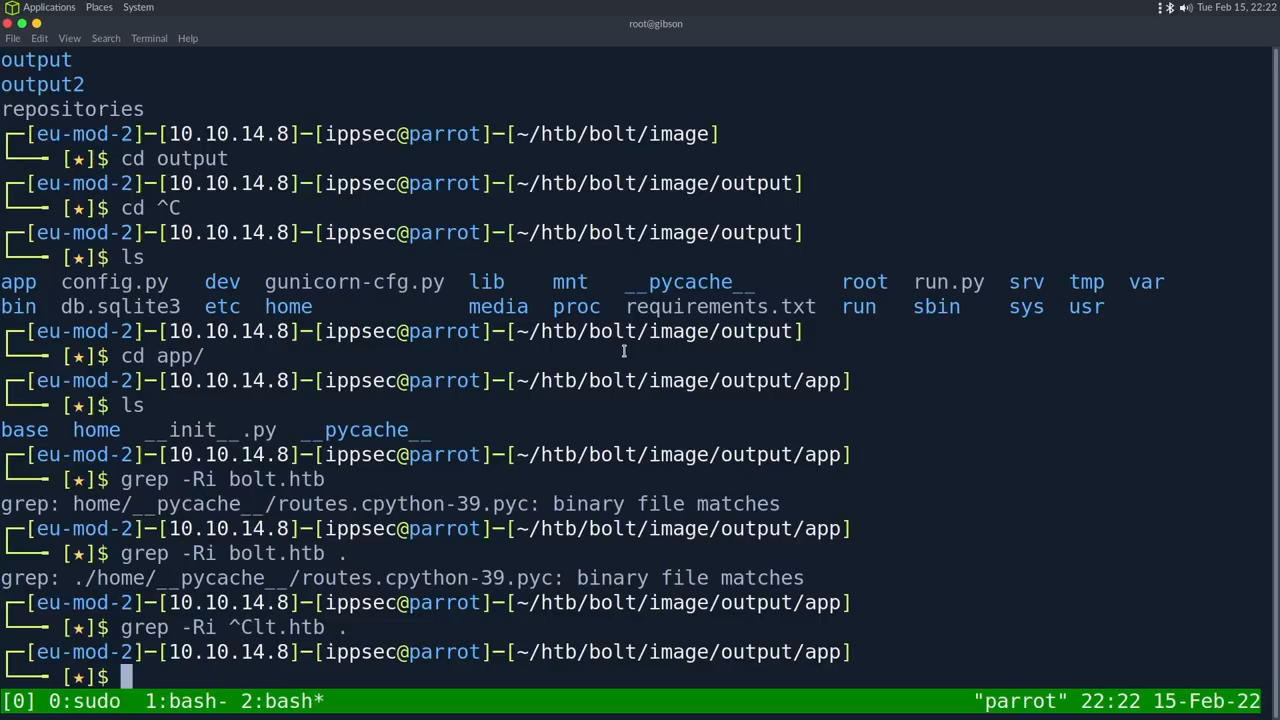 Applications Places System Tue Feb 15, 22:22
root@gibson
File Edit View Search Terminal Help
output
output2
repositories
┌─[eu-mod-2]─[10.10.14.8]─[ippsec@parrot]─[~/htb/bolt/image]
└──╼ [★]$ cd output
┌─[eu-mod-2]─[10.10.14.8]─[ippsec@parrot]─[~/htb/bolt/image/output]
└──╼ [★]$ cd ^C
┌─[eu-mod-2]─[10.10.14.8]─[ippsec@parrot]─[~/htb/bolt/image/output]
└──╼ [★]$ ls
app config.py dev gunicorn-cfg.py lib mnt __pycache__ root run.py srv tmp var
bin db.sqlite3 etc home media proc requirements.txt run sbin sys usr
┌─[eu-mod-2]─[10.10.14.8]─[ippsec@parrot]─[~/htb/bolt/image/output]
└──╼ [★]$ cd app/
┌─[eu-mod-2]─[10.10.14.8]─[ippsec@parrot]─[~/htb/bolt/image/output/app]
└──╼ [★]$ ls
base home __init__.py __pycache__
┌─[eu-mod-2]─[10.10.14.8]─[ippsec@parrot]─[~/htb/bolt/image/output/app]
└──╼ [★]$ grep -Ri bolt.htb
grep: home/__pycache__/routes.cpython-39.pyc: binary file matches
┌─[eu-mod-2]─[10.10.14.8]─[ippsec@parrot]─[~/htb/bolt/image/output/app]
└──╼ [★]$ grep -Ri bolt.htb .
grep: ./home/__pycache__/routes.cpython-39.pyc: binary file matches
┌─[eu-mod-2]─[10.10.14.8]─[ippsec@parrot]─[~/htb/bolt/image/output/app]
└──╼ [★]$ grep -Ri ^Clt.htb .
┌─[eu-mod-2]─[10.10.14.8]─[ippsec@parrot]─[~/htb/bolt/image/output/app]
└──╼ [★]$
[0] 0:sudo 1:bash- 2:bash* "parrot" 22:22 15-Feb-22